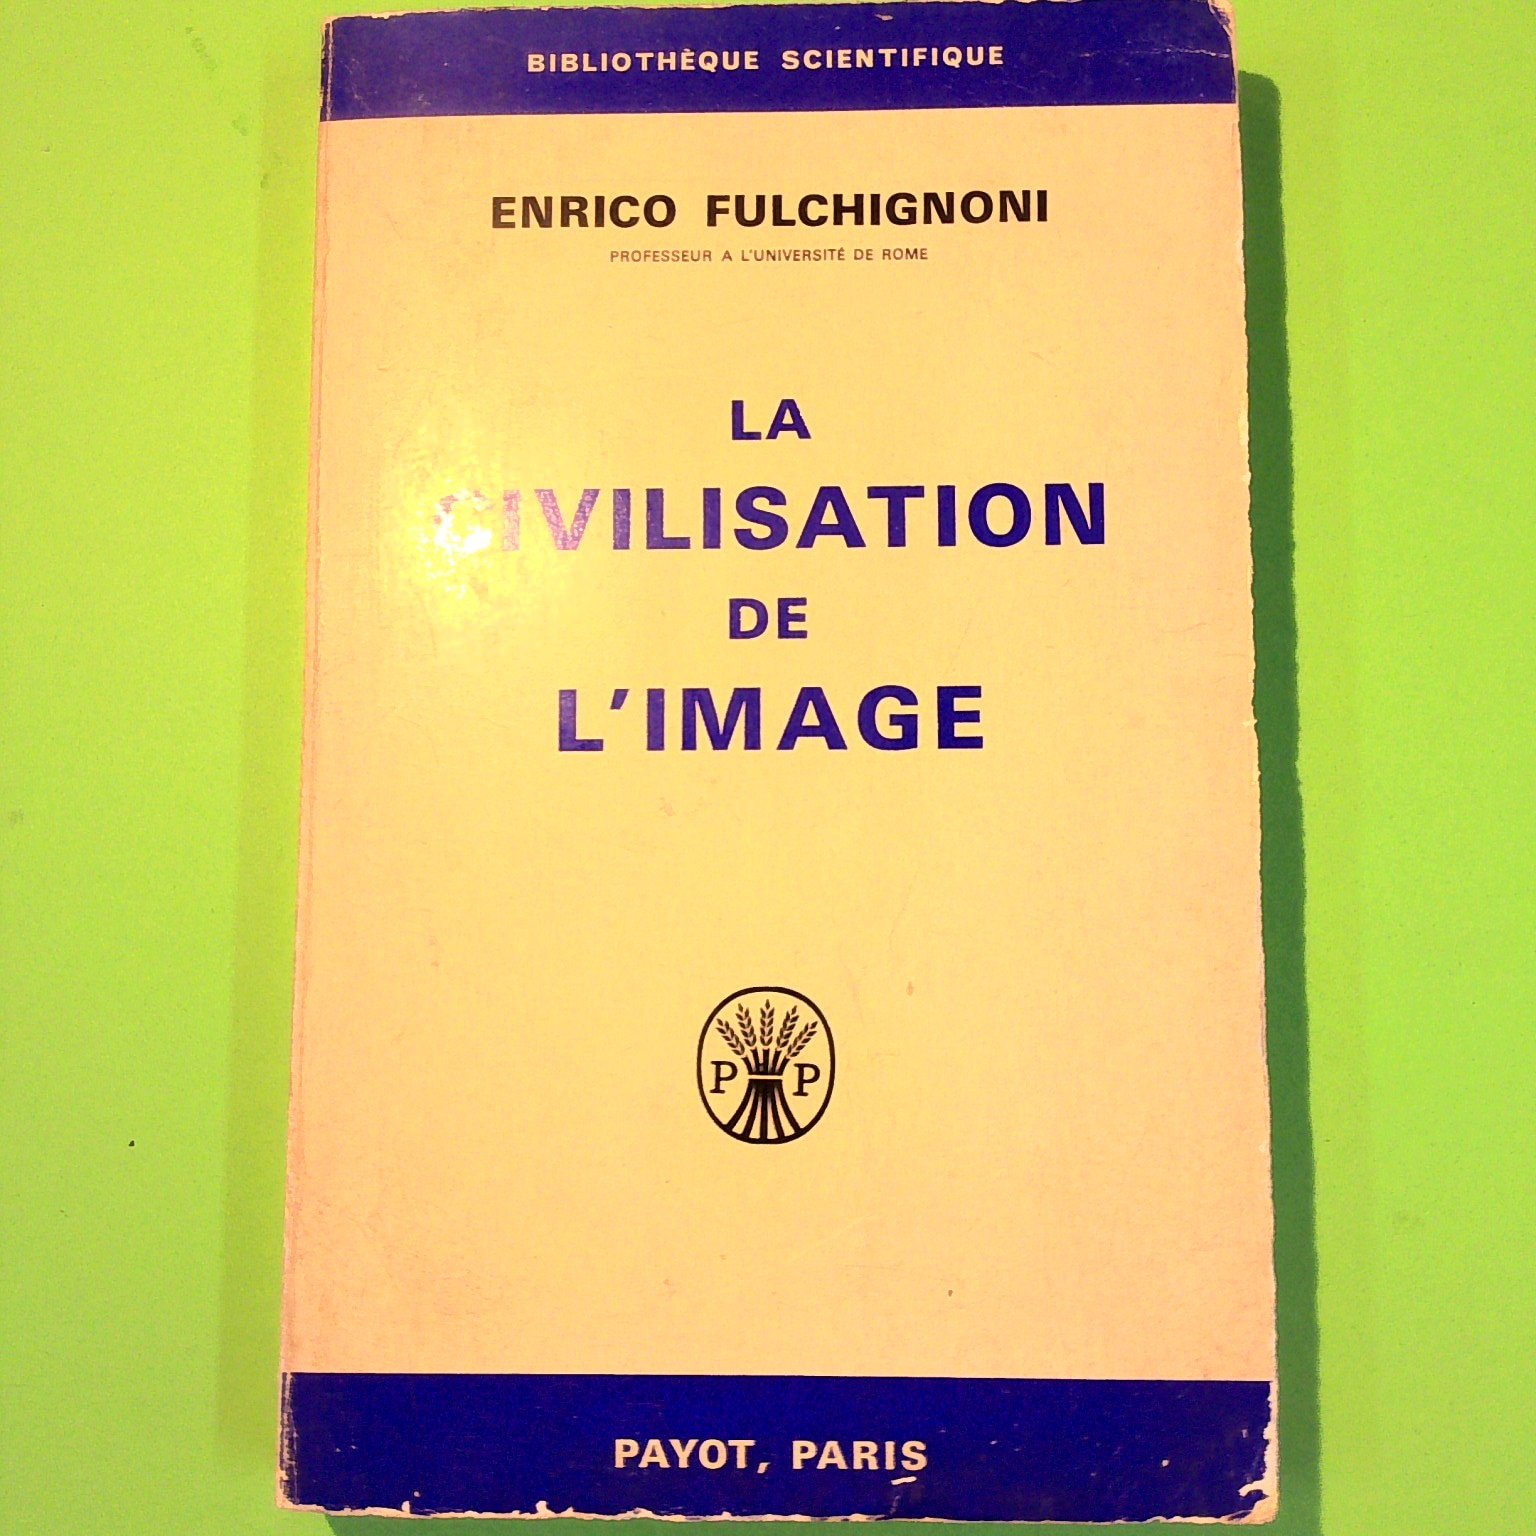 BIBLIOTHÈQUE SCIENTIFIQUE
ENRICO FULCHIGNONI
PROFESSEUR A L'UNIVERSITÉ DE ROME
LA
CIVILISATION
DE
L'IMAGE
P P
PAYOT, PARIS